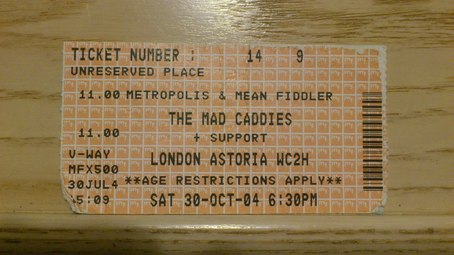 TICKET NUMBER : 14 9
UNRESERVED PLACE
11.00 METROPOLIS & MEAN FIDDLER
THE MAD CADDIES
11.00 + SUPPORT
V-WAY LONDON ASTORIA WC2H
MFX500
30JUL4 **AGE RESTRICTIONS APPLY**
5:09 SAT 30-OCT-04 6:30PM